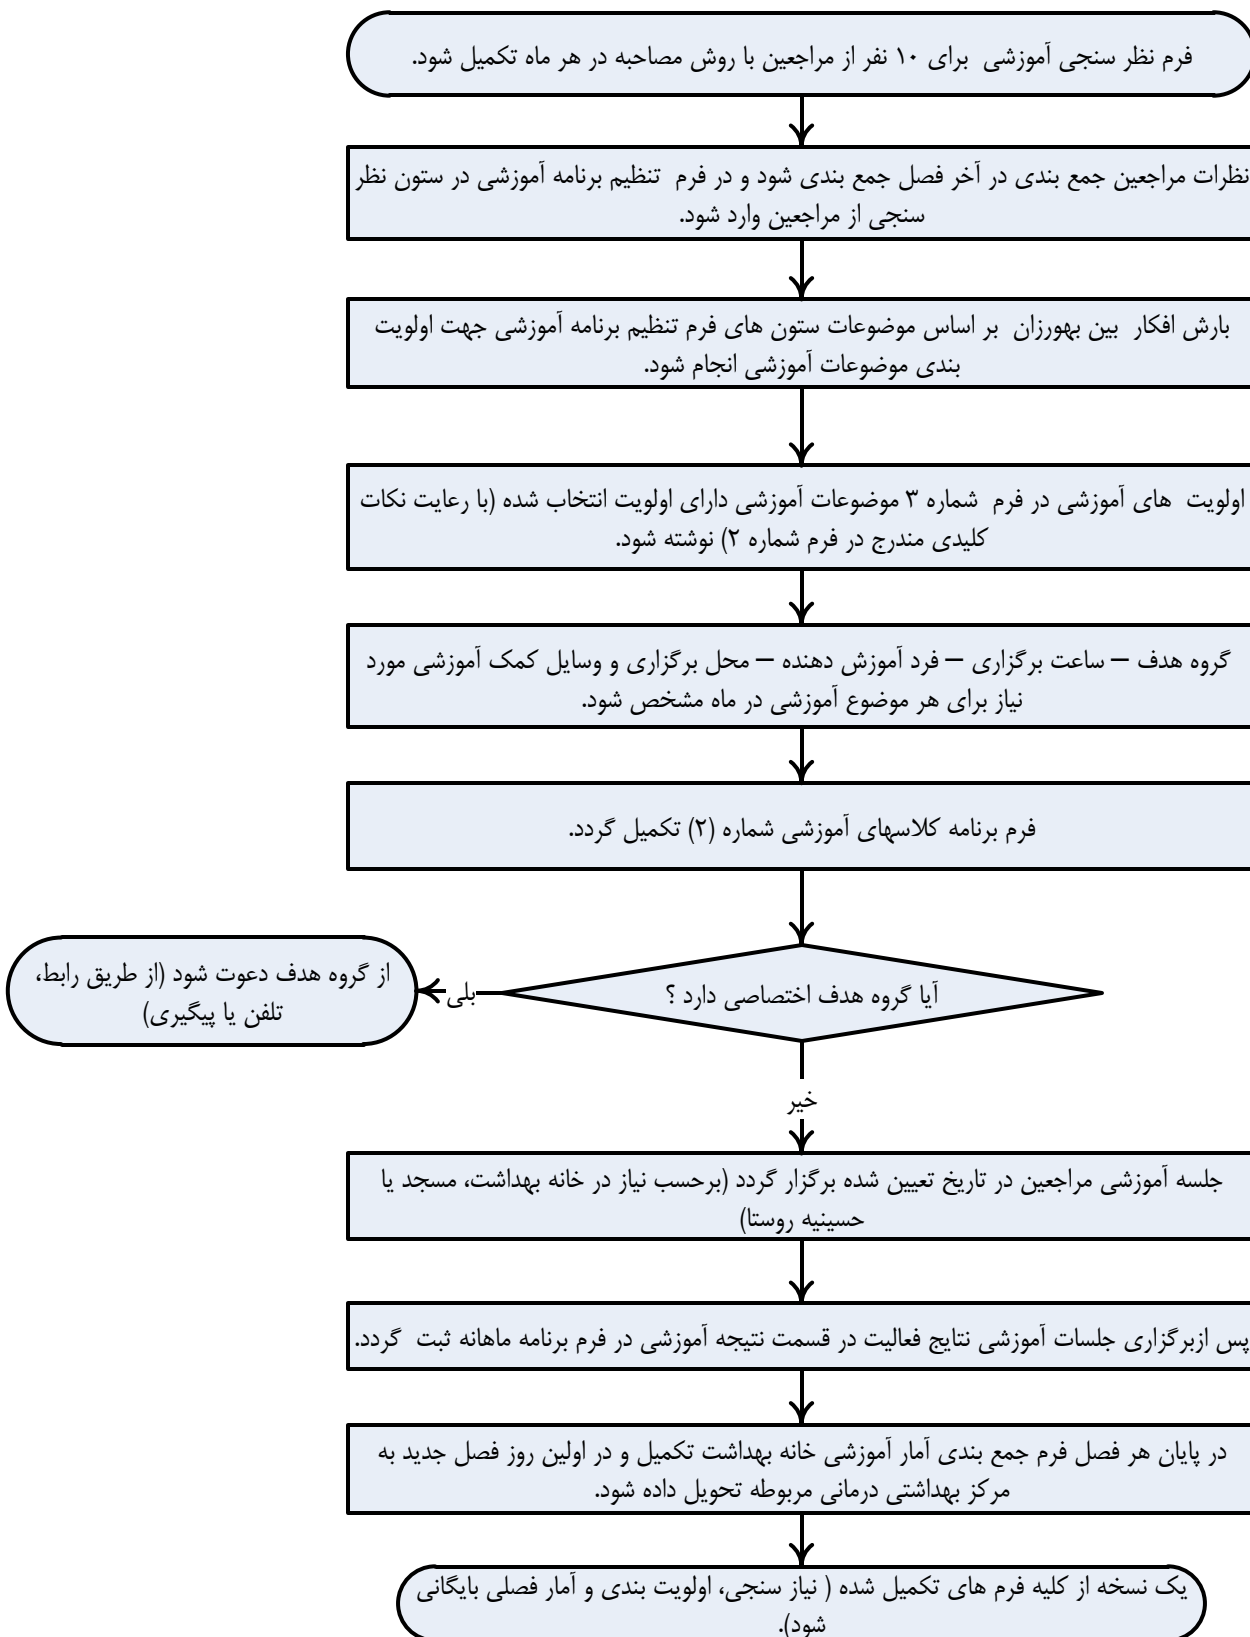 فرم نظر سنجی آموزشی برای ۱۰ نفر از مراجعین با روش مصاحبه در هر ماه تکمیل شود.
نظرات مراجعین جمع بندی در آخر فصل جمع بندی شود و در فرم تنظیم برنامه آموزشی در ستون نظر
سنجی از مراجعین وارد شود.
بارش افکار بین بهورزان بر اساس موضوعات ستون های فرم تنظیم برنامه آموزشی جهت اولویت
بندی موضوعات آموزشی انجام شود.
اولویت های آموزشی در فرم شماره ۳ موضوعات آموزشی دارای اولویت انتخاب شده (با رعایت نکات
کلیدی مندرج در فرم شماره ۲) نوشته شود.
گروه هدف – ساعت برگزاری – فرد آموزش دهنده – محل برگزاری و وسایل کمک آموزشی مورد
نیاز برای هر موضوع آموزشی در ماه مشخص شود.
فرم برنامه کلاسهای آموزشی شماره (۲) تکمیل گردد.
آیا گروه هدف اختصاصی دارد ؟
بلی
از گروه هدف دعوت شود (از طریق رابط،
تلفن یا پیگیری)
خیر
جلسه آموزشی مراجعین در تاریخ تعیین شده برگزار گردد (برحسب نیاز در خانه بهداشت، مسجد یا
حسینیه روستا)
پس ازبرگزاری جلسات آموزشی نتایج فعالیت در قسمت نتیجه آموزشی در فرم برنامه ماهانه ثبت گردد.
در پایان هر فصل فرم جمع بندی آمار آموزشی خانه بهداشت تکمیل و در اولین روز فصل جدید به
مرکز بهداشتی درمانی مربوطه تحویل داده شود.
یک نسخه از کلیه فرم های تکمیل شده ( نیاز سنجی، اولویت بندی و آمار فصلی بایگانی
شود).